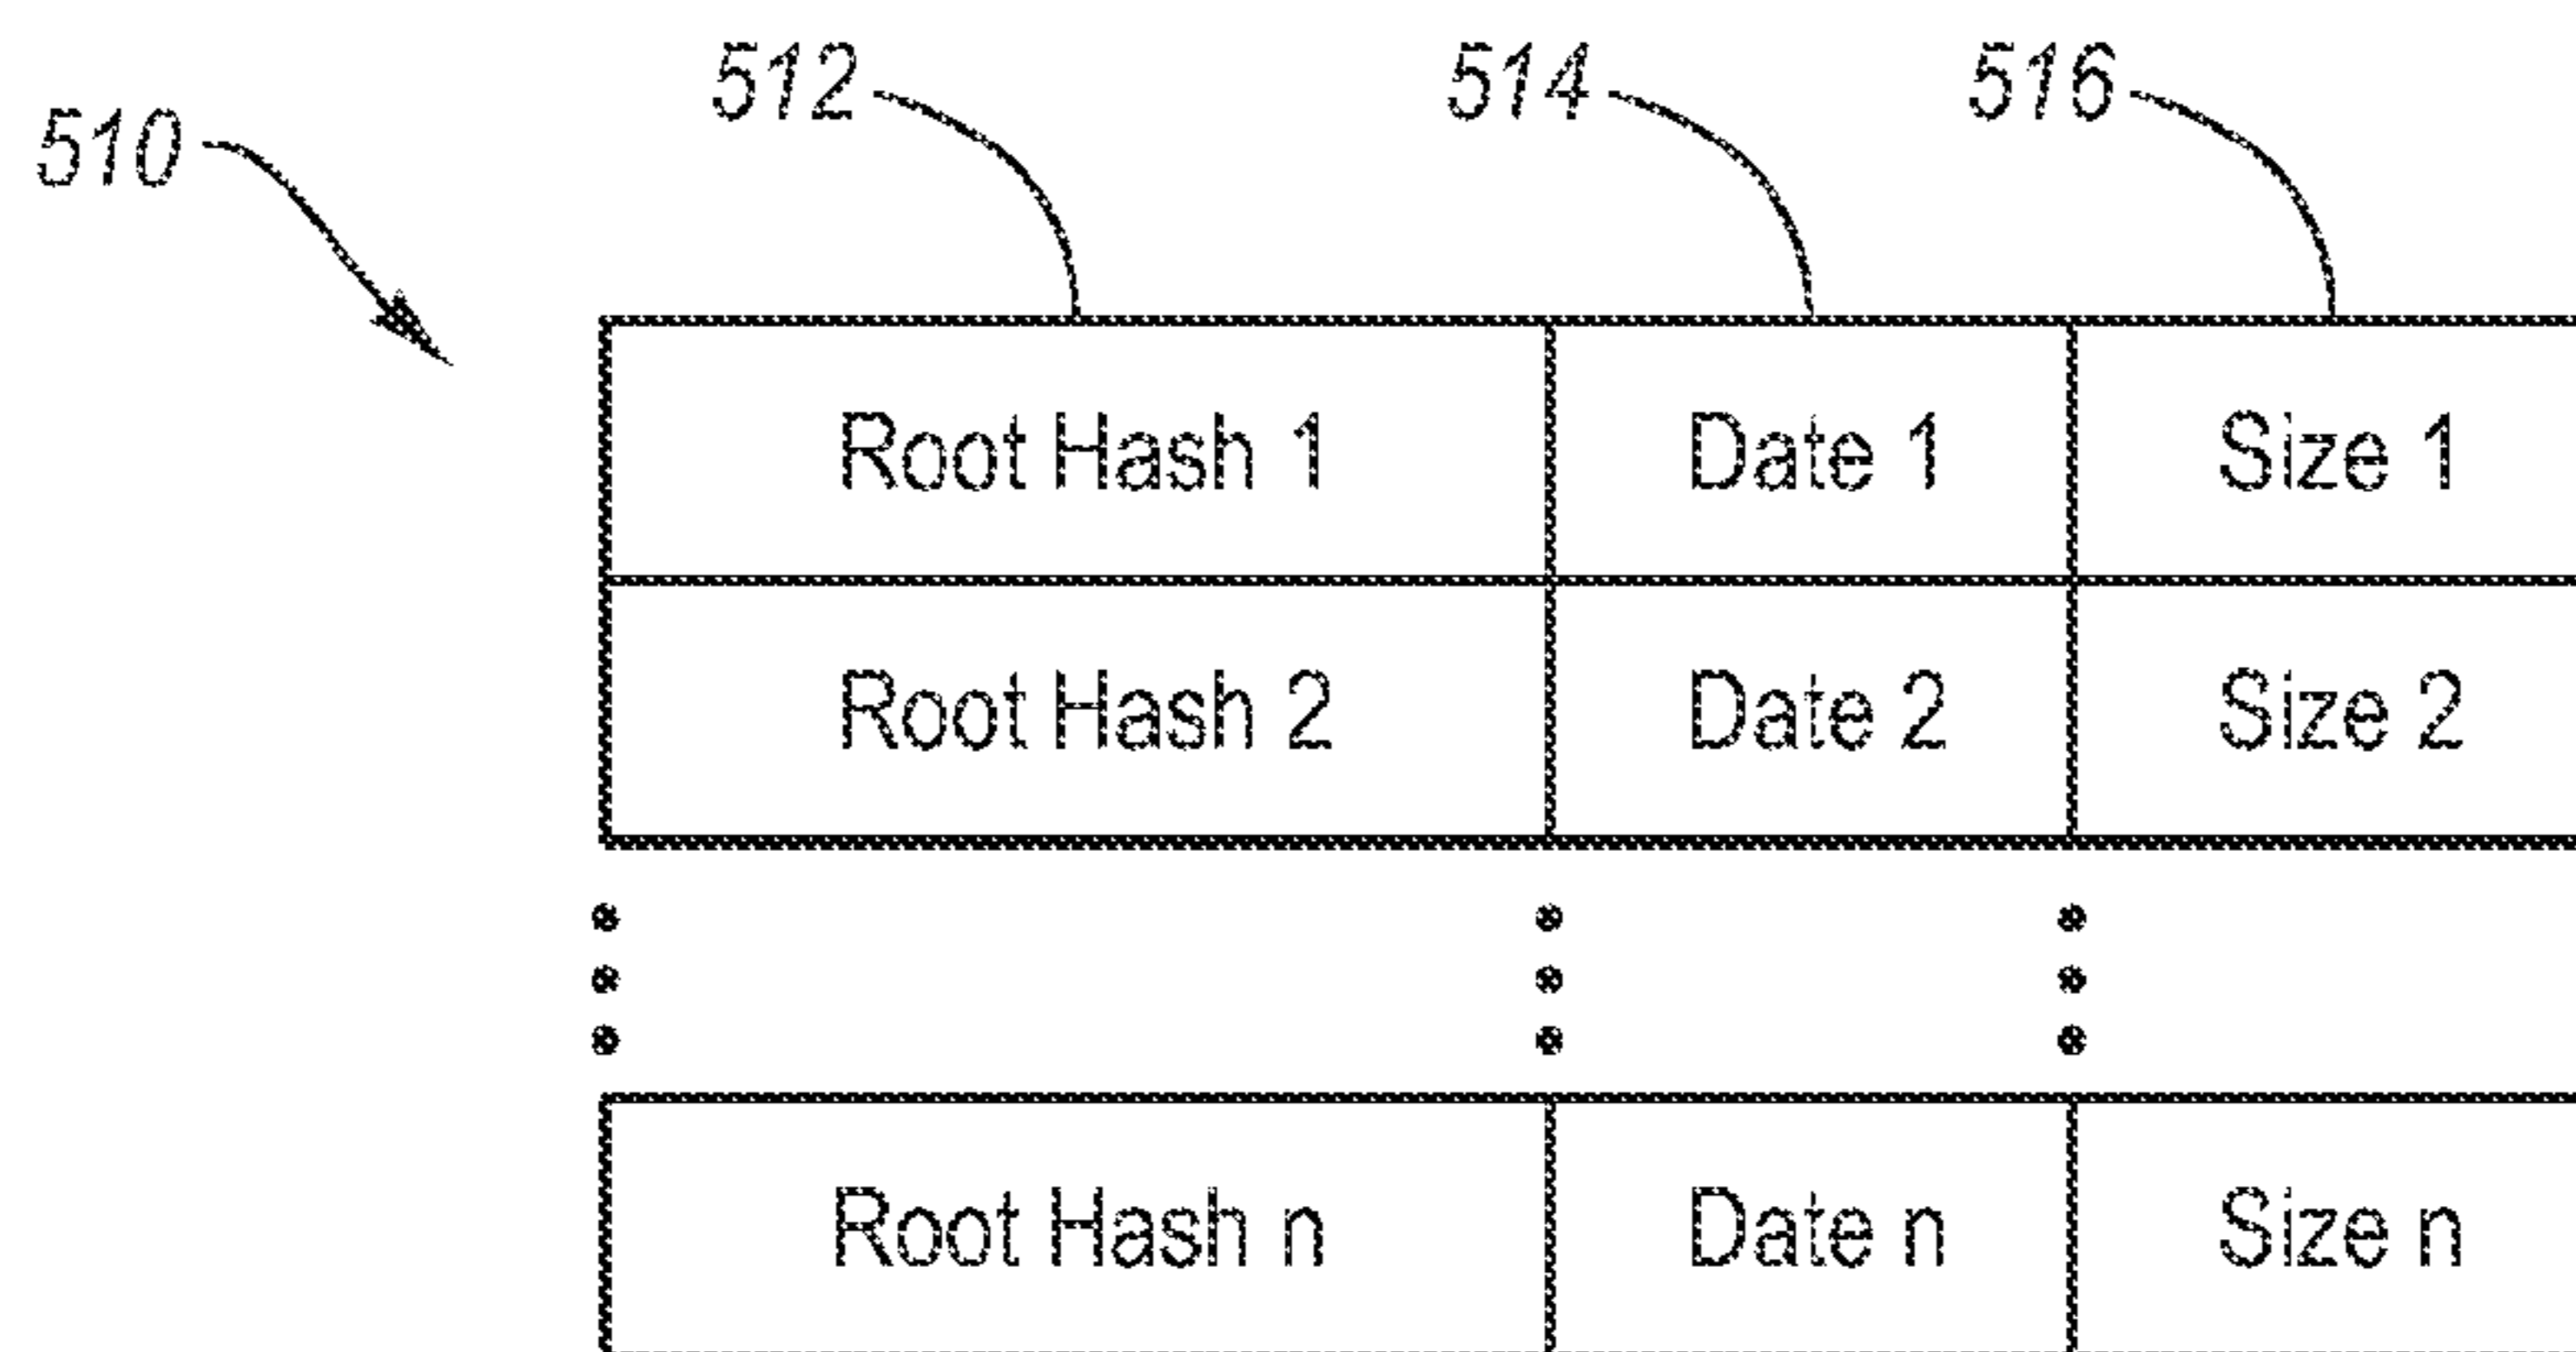 510 512 514 516
Root Hash 1 Date 1 Size 1
Root Hash 2 Date 2 Size 2
Root Hash n Date n Size n